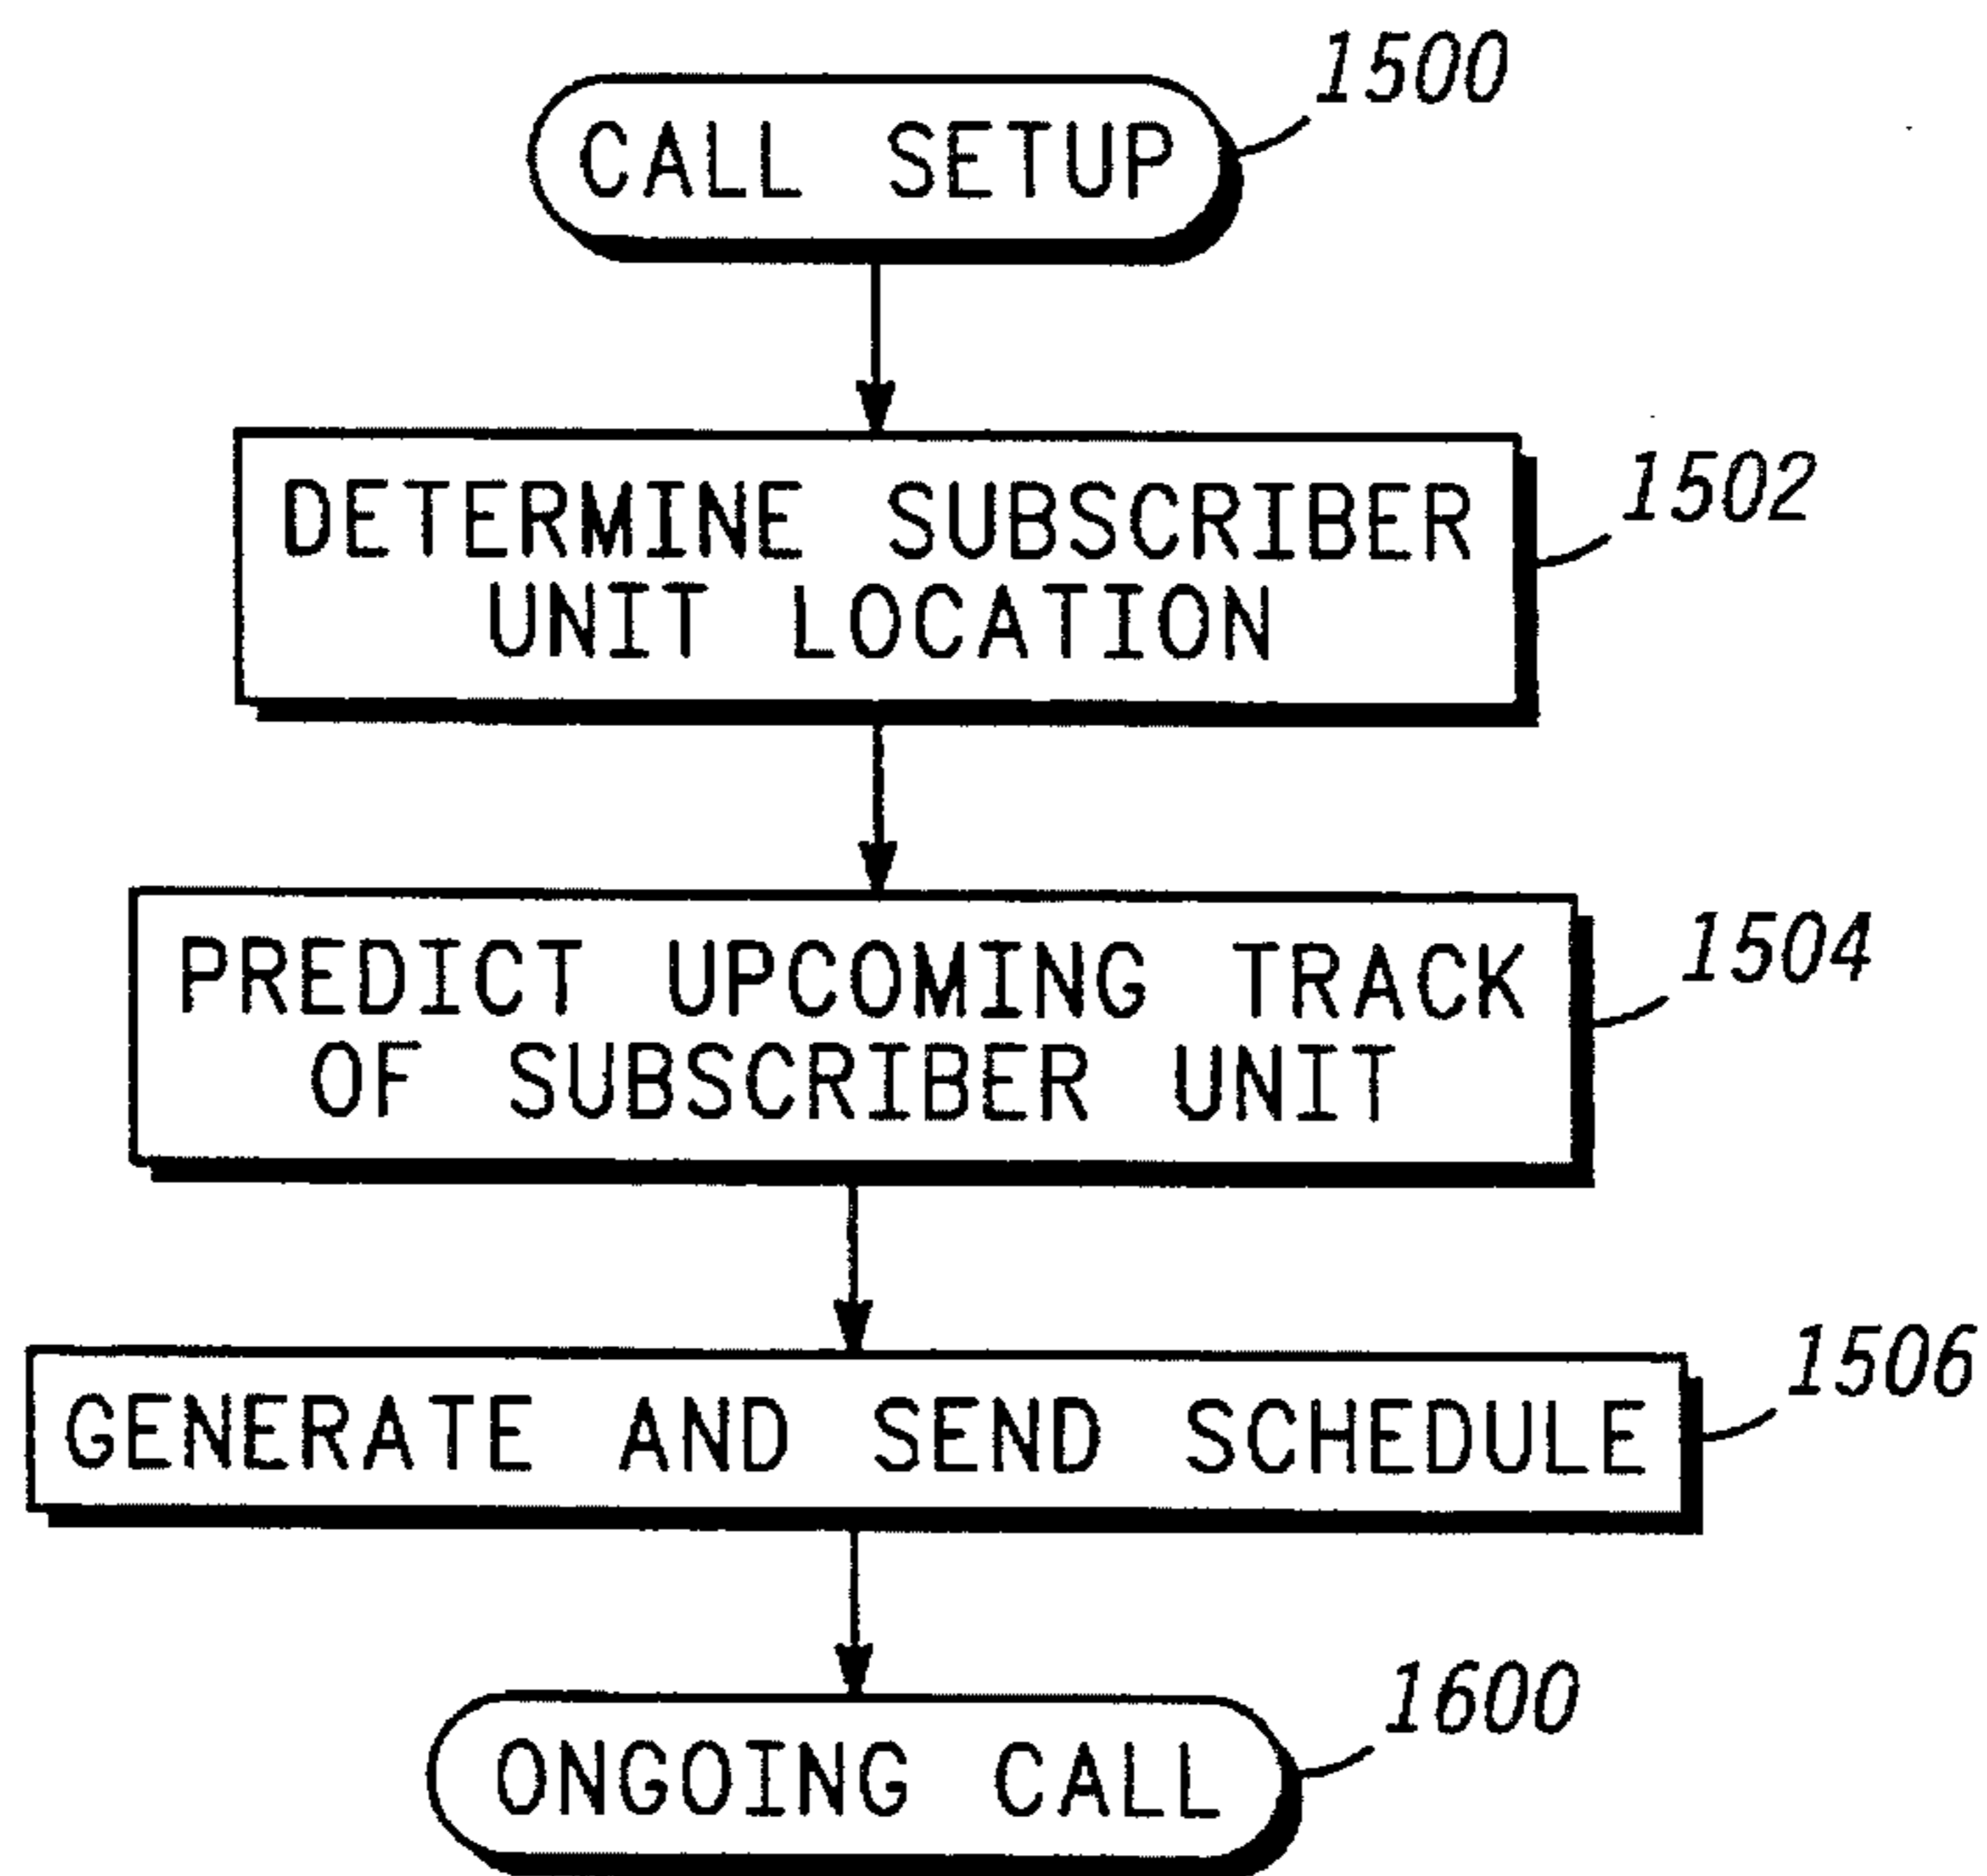 1500
CALL SETUP
1502
DETERMINE SUBSCRIBER
UNIT LOCATION
1504
PREDICT UPCOMING TRACK
OF SUBSCRIBER UNIT
1506
GENERATE AND SEND SCHEDULE
1600
ONGOING CALL